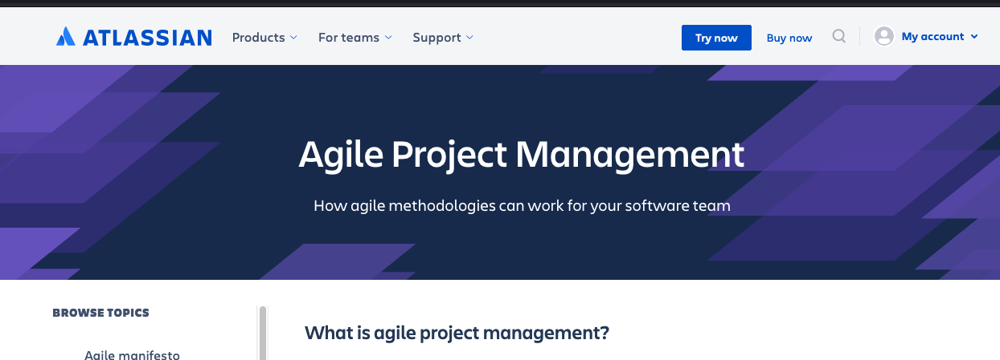 ATLASSIAN Products For teams Support Try now Buy now My account
Agile Project Management
How agile methodologies can work for your software team
BROWSE TOPICS
What is agile project management?
Agile manifesto